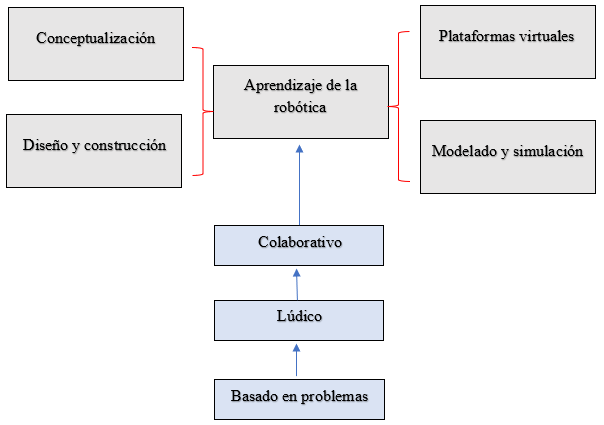 Conceptualización
Diseño y construcción
Aprendizaje de la
robótica
Plataformas virtuales
Modelado y simulación
Colaborativo
Lúdico
Basado en problemas